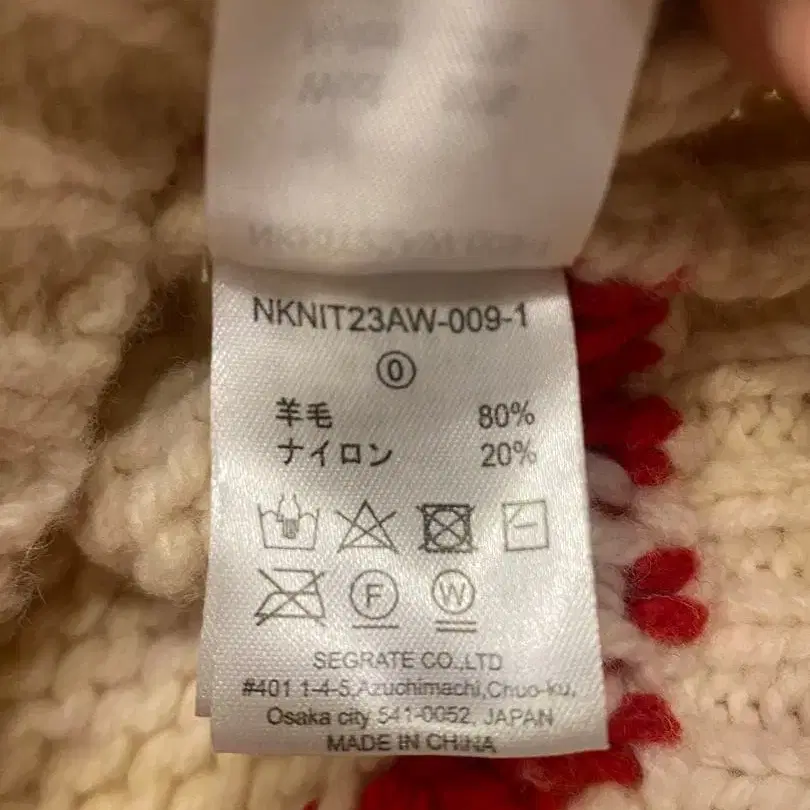 NKNIT23AW-009-1
⓪
羊毛 80%
ナイロン 20%
F W
SEGRATE CO.,LTD
#401 1-4-5,Azuchimachi,Chuo-ku,
Osaka city 541-0052, JAPAN
MADE IN CHINA